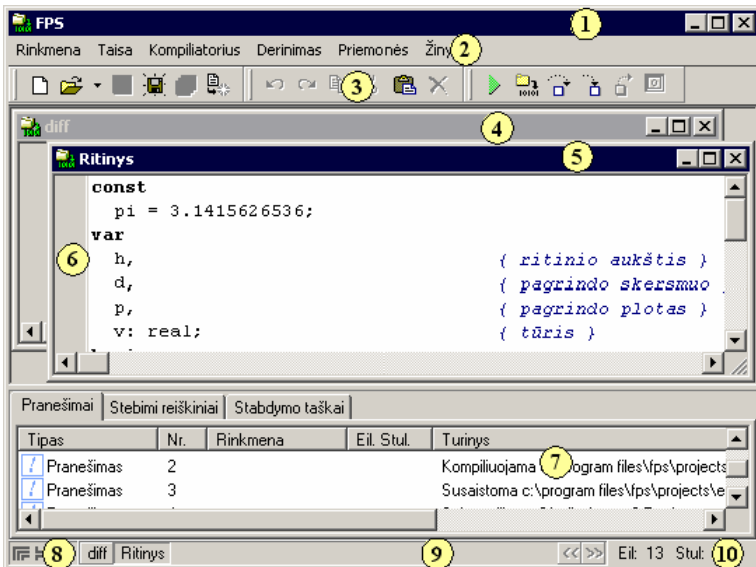 FPS
1
Rinkmena Taisa Kompiliatorius Derinimas Priemonės Žiny
2
3
diff
4
Ritinys
5
const
pi = 3.1415626536;
var
6
h, { ritinio aukštis }
d, { pagrindo skersmuo
p, { pagrindo plotas }
v: real; { tūris }
Pranešimai Stebimi reiškiniai Stabdymo taškai
Tipas Nr. Rinkmena Eil. Stul. Turinys
Pranešimas 2 Kompiliuojama 7 ogram files\fps\projects
Pranešimas 3 Susaistoma c:\program files\fps\projects\e
8 diff Ritinys 9 << >> Eil: 13 Stul: 10